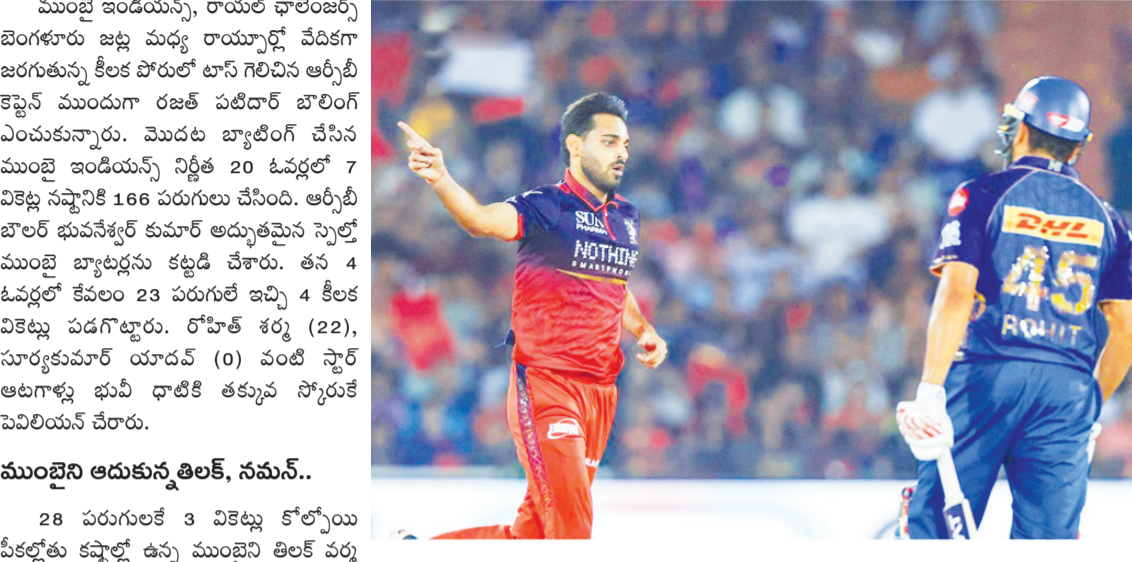 ముంబై ఇండియన్స్, రాయల్ ఛాలెంజర్స్
బెంగళూరు జట్ల మధ్య రాయ్పూర్లో వేదికగా
జరగుతున్న కీలక పోరులో టాస్ గెలిచిన ఆర్సీబీ
కెప్టెన్ ముందుగా రజత్ పటిదార్ బౌలింగ్
ఎంచుకున్నారు. మొదట బ్యాటింగ్ చేసిన
ముంబై ఇండియన్స్ నిర్ణీత 20 ఓవర్లలో 7
వికెట్ల నష్టానికి 166 పరుగులు చేసింది. ఆర్సీబీ
బౌలర్ భువనేశ్వర్ కుమార్ అద్భుతమైన స్పెల్తో
ముంబై బ్యాటర్లను కట్టడి చేశారు. తన 4
ఓవర్లలో కేవలం 23 పరుగులే ఇచ్చి 4 కీలక
వికెట్లు పడగొట్టారు. రోహిత్ శర్మ (22),
సూర్యకుమార్ యాదవ్ (0) వంటి స్టార్
ఆటగాళ్లు భువీ ధాటికి తక్కువ స్కోరుకే
పెవిలియన్ చేరారు.
ముంబైని ఆదుకున్నతిలక్, నమన్..
28 పరుగులకే 3 వికెట్లు కోల్పోయి
పీకల్లోతు కష్టాల్లో ఉన్న ముంబైని తిలక్ వర్మ
SUN
PHARMA
NOTHING
SMARTPHONE
DHL
45
ROHIT